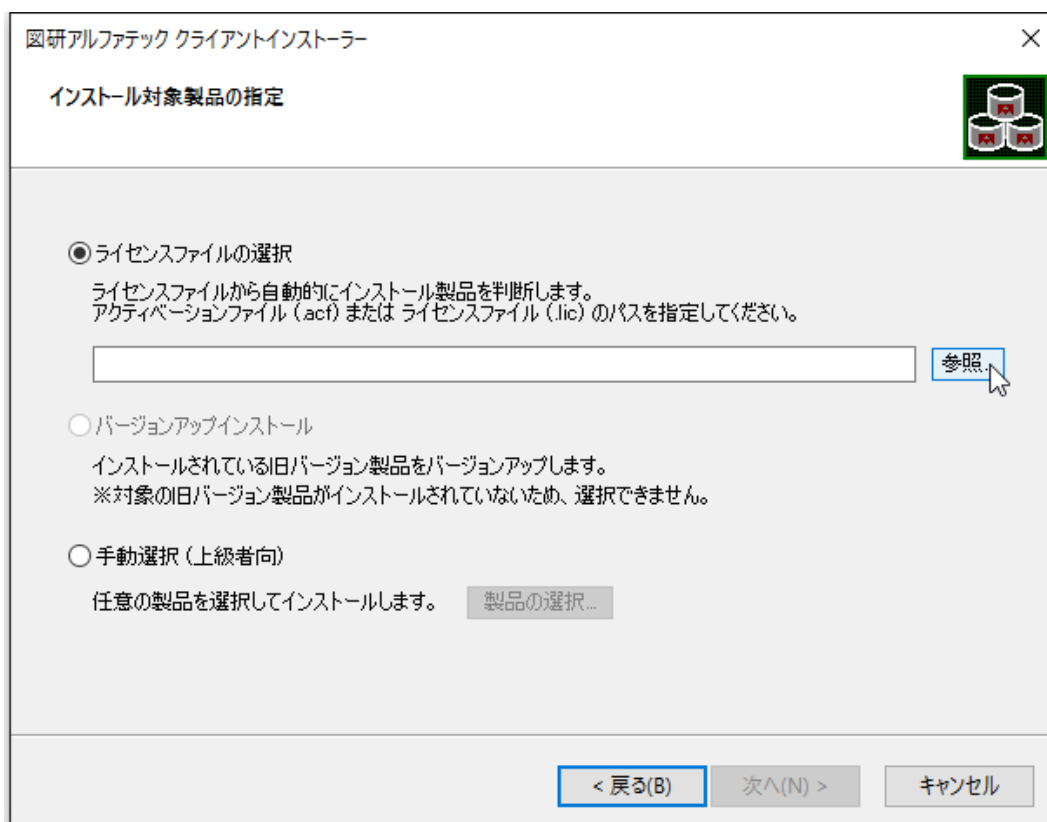 図研アルファテック クライアントインストーラー
インストール対象製品の指定
ライセンスファイルの選択
ライセンスファイルから自動的にインストール製品を判断します。
アクティベーションファイル (.acf) または ライセンスファイル (.lic) のパスを指定してください。
参照...
バージョンアップインストール
インストールされている旧バージョン製品をバージョンアップします。
※対象の旧バージョン製品がインストールされていないため、選択できません。
手動選択 (上級者向)
任意の製品を選択してインストールします。
製品の選択...
< 戻る(B)
次へ(N) >
キャンセル